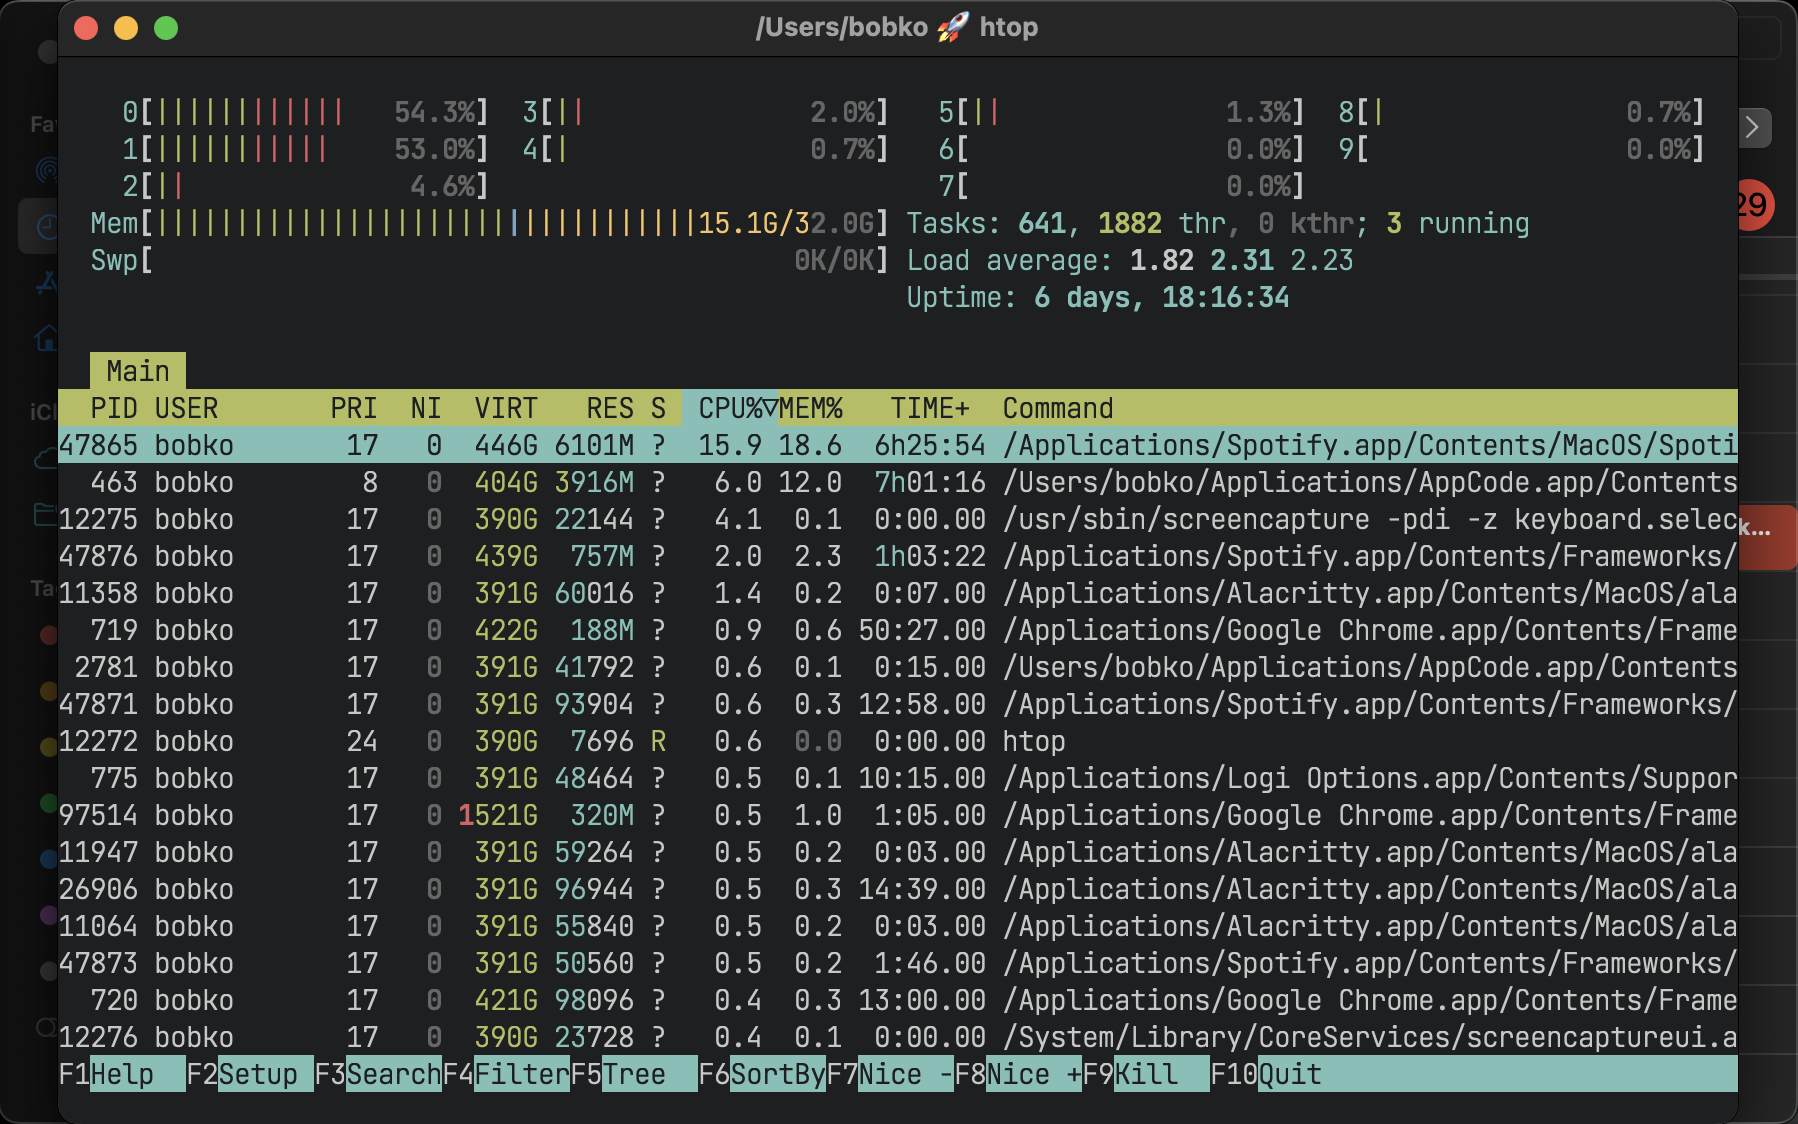 /Users/bobko 🚀 htop
0[||||||||||||   54.3%] 3[||   2.0%] 5[||   1.3%] 8[|   0.7%]
1[|||||||||||   53.0%] 4[|   0.7%] 6[   0.0%] 9[   0.0%]
2[||   4.6%] 7[   0.0%]
Mem[||||||||||||||||||||||||||||||||||15.1G/32.0G] Tasks: 641, 1882 thr, 0 kthr; 3 running
Swp[   0K/0K] Load average: 1.82 2.31 2.23
Uptime: 6 days, 18:16:34
Main
PID USER PRI NI VIRT RES S CPU%▽MEM% TIME+ Command
47865 bobko 17 0 446G 6101M ? 15.9 18.6 6h25:54 /Applications/Spotify.app/Contents/MacOS/Spoti
463 bobko 8 0 404G 3916M ? 6.0 12.0 7h01:16 /Users/bobko/Applications/AppCode.app/Contents
12275 bobko 17 0 390G 22144 ? 4.1 0.1 0:00.00 /usr/sbin/screencapture -pdi -z keyboard.selec
47876 bobko 17 0 439G 757M ? 2.0 2.3 1h03:22 /Applications/Spotify.app/Contents/Frameworks/
11358 bobko 17 0 391G 60016 ? 1.4 0.2 0:07.00 /Applications/Alacritty.app/Contents/MacOS/ala
719 bobko 17 0 422G 188M ? 0.9 0.6 50:27.00 /Applications/Google Chrome.app/Contents/Frame
2781 bobko 17 0 391G 41792 ? 0.6 0.1 0:15.00 /Users/bobko/Applications/AppCode.app/Contents
47871 bobko 17 0 391G 93904 ? 0.6 0.3 12:58.00 /Applications/Spotify.app/Contents/Frameworks/
12272 bobko 24 0 390G 7696 R 0.6 0.0 0:00.00 htop
775 bobko 17 0 391G 48464 ? 0.5 0.1 10:15.00 /Applications/Logi Options.app/Contents/Suppor
97514 bobko 17 0 1521G 320M ? 0.5 1.0 1:05.00 /Applications/Google Chrome.app/Contents/Frame
11947 bobko 17 0 391G 59264 ? 0.5 0.2 0:03.00 /Applications/Alacritty.app/Contents/MacOS/ala
26906 bobko 17 0 391G 96944 ? 0.5 0.3 14:39.00 /Applications/Alacritty.app/Contents/MacOS/ala
11064 bobko 17 0 391G 55840 ? 0.5 0.2 0:03.00 /Applications/Alacritty.app/Contents/MacOS/ala
47873 bobko 17 0 391G 50560 ? 0.5 0.2 1:46.00 /Applications/Spotify.app/Contents/Frameworks/
720 bobko 17 0 421G 98096 ? 0.4 0.3 13:00.00 /Applications/Google Chrome.app/Contents/Frame
12276 bobko 17 0 390G 23728 ? 0.4 0.1 0:00.00 /System/Library/CoreServices/screencaptureui.a
F1Help F2Setup F3SearchF4FilterF5Tree F6SortByF7Nice -F8Nice +F9Kill F10Quit
Fav
iCl
Ta
29
k...